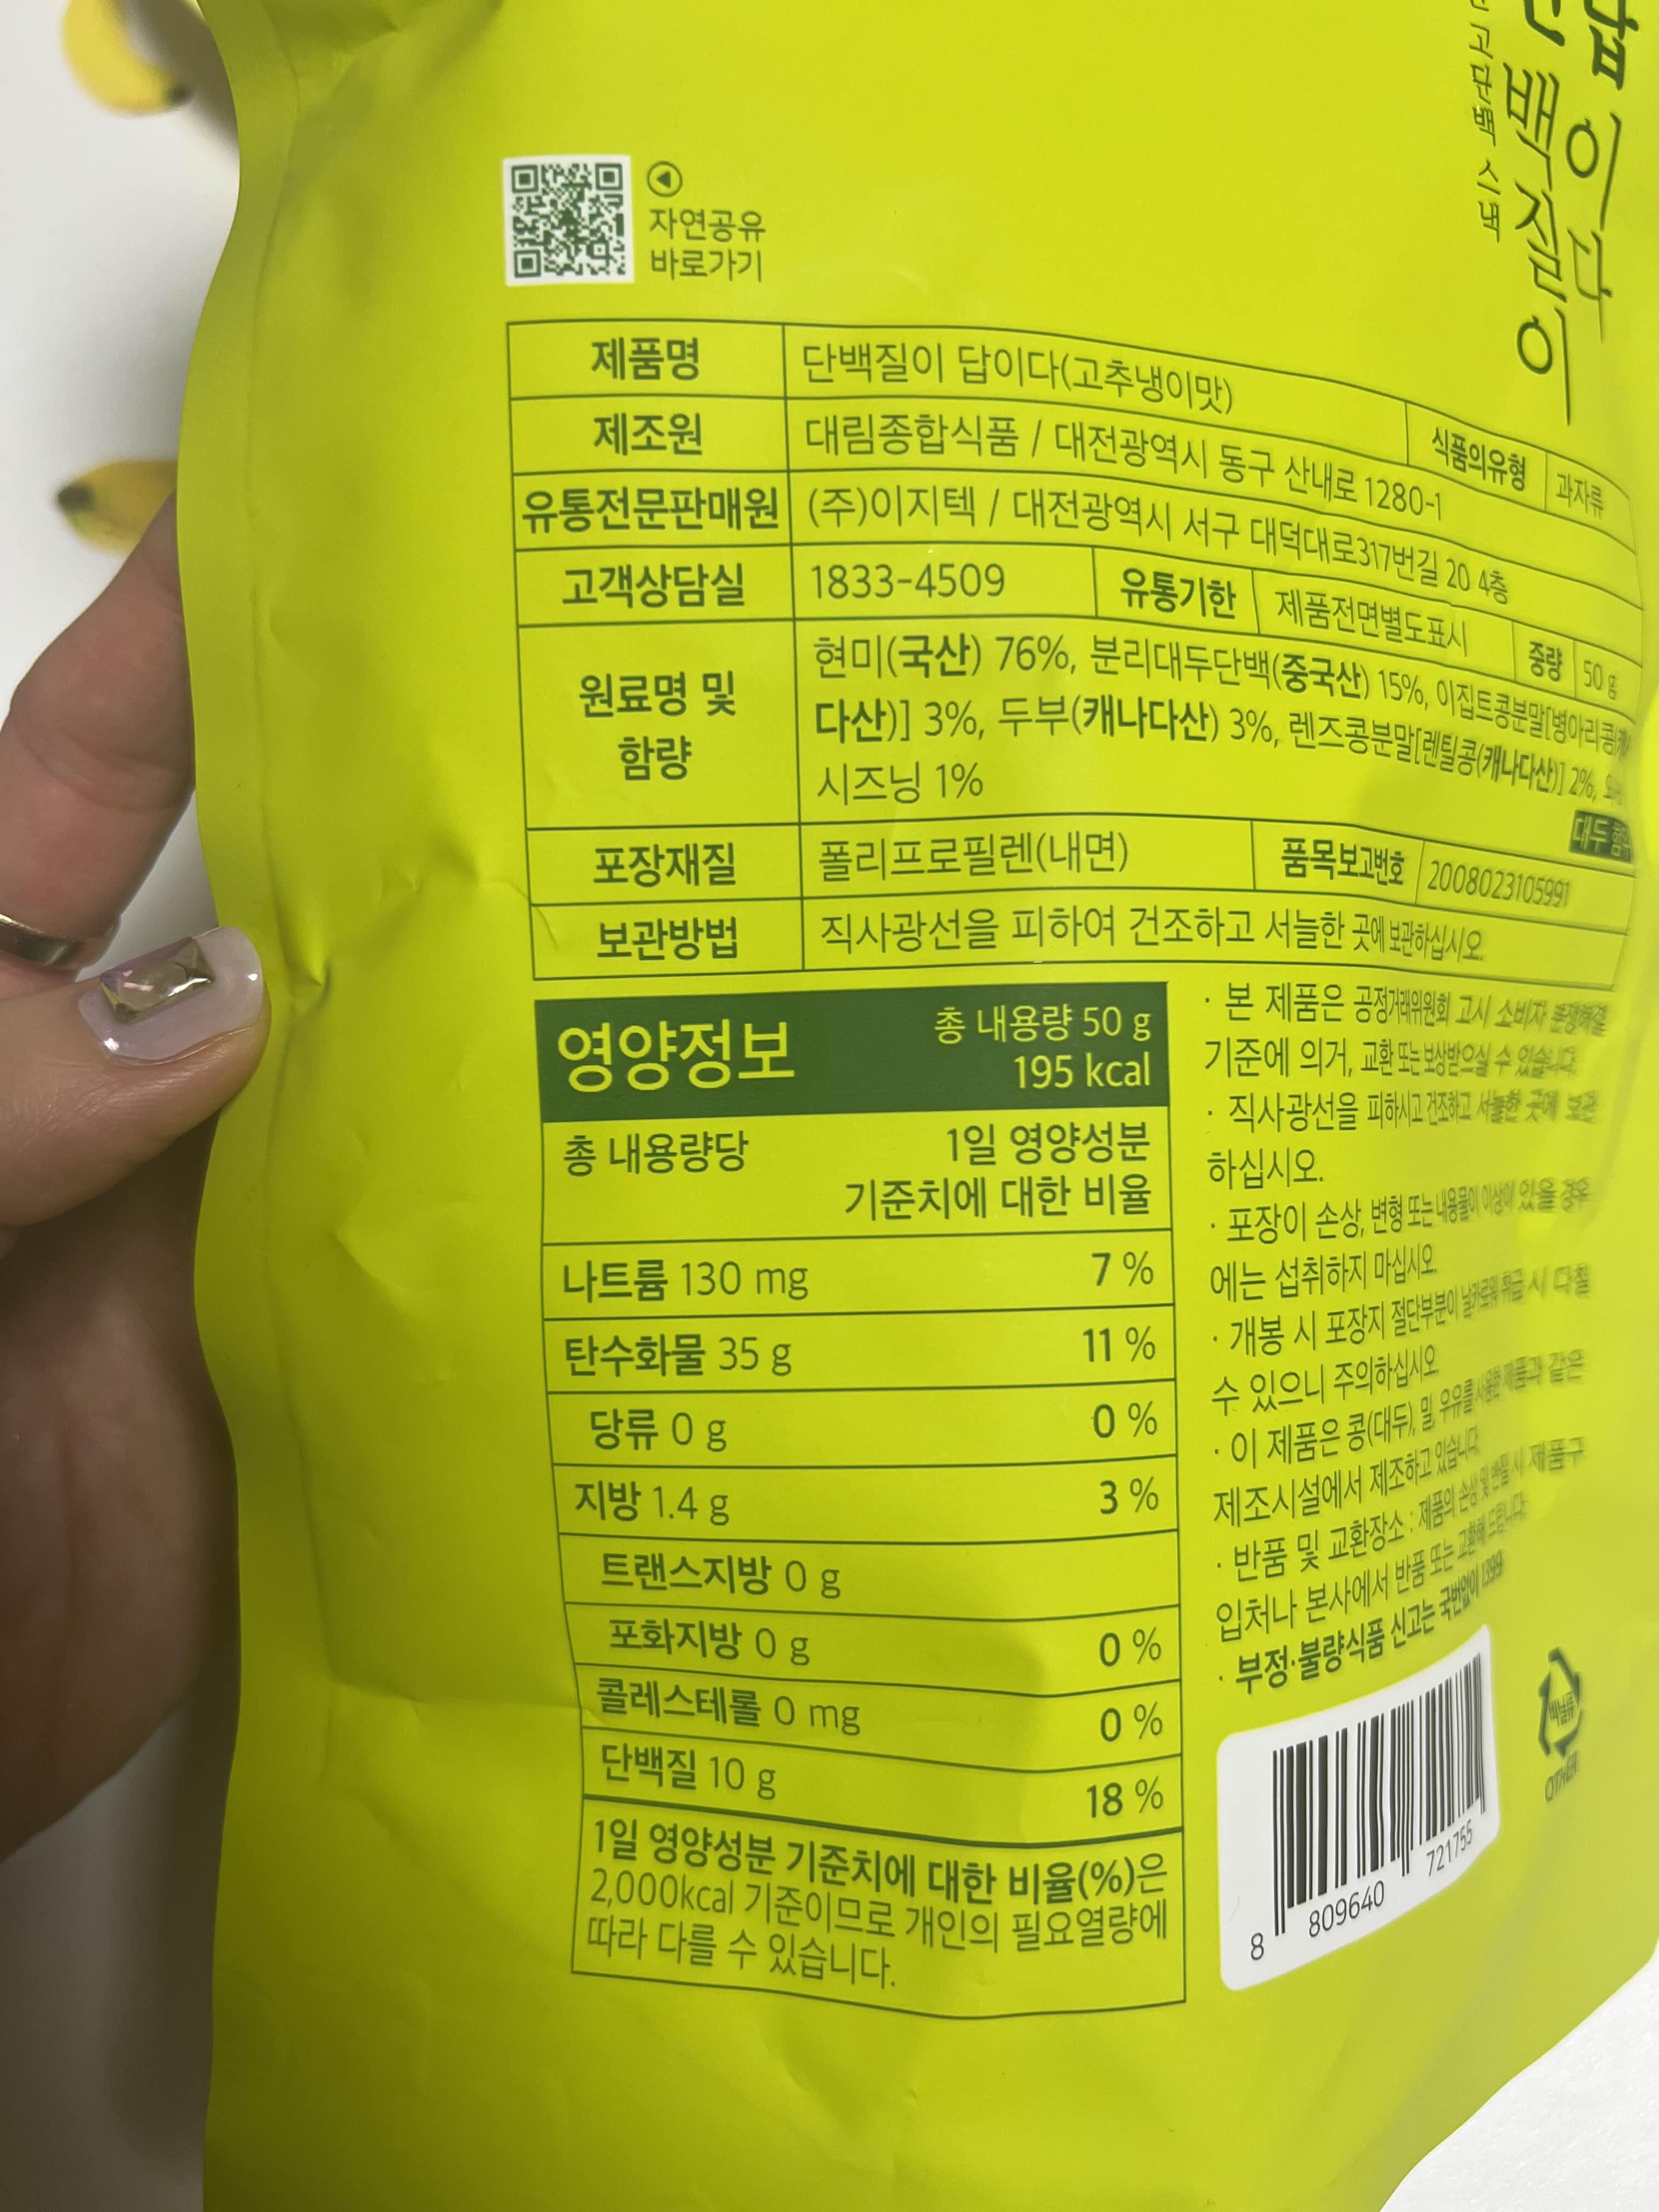 답이다
백질이
고단백 스낵
자연공유
바로가기
제품명 단백질이 답이다(고추냉이맛) 식품의유형 과자류
제조원 대림종합식품 / 대전광역시 동구 산내로 1280-1
유통전문판매원 (주)이지텍 / 대전광역시 서구 대덕대로317번길 20 4층
고객상담실 1833-4509 유통기한 제품전면별도표시 중량 50 g
원료명 및
함량
현미(국산) 76%, 분리대두단백(중국산) 15%, 이집트콩분말[병아리콩(캐나
다산)] 3%, 두부(캐나다산) 3%, 렌즈콩분말[렌틸콩(캐나다산)] 2%,
시즈닝 1%
대두 함유
포장재질 폴리프로필렌(내면) 품목보고번호 2008023105991
보관방법 직사광선을 피하여 건조하고 서늘한 곳에 보관하십시오.
영양정보 총 내용량 50 g
195 kcal
총 내용량당 1일 영양성분
기준치에 대한 비율
나트륨 130 mg 7 %
탄수화물 35 g 11 %
당류 0 g 0 %
지방 1.4 g 3 %
트랜스지방 0 g
포화지방 0 g 0 %
콜레스테롤 0 mg 0 %
단백질 10 g 18 %
1일 영양성분 기준치에 대한 비율(%)은
2,000kcal 기준이므로 개인의 필요열량에
따라 다를 수 있습니다.
· 본 제품은 공정거래위원회 고시 소비자 분쟁해결
기준에 의거, 교환 또는 보상받으실 수 있습니다.
· 직사광선을 피하시고 건조하고 서늘한 곳에 보관
하십시오.
· 포장이 손상, 변형 또는 내용물이 이상이 있을 경우
에는 섭취하지 마십시오.
· 개봉 시 포장지 절단부분이 날카로워 취급 시 다칠
수 있으니 주의하십시오.
· 이 제품은 콩(대두), 밀, 우유를 사용한 제품과 같은
제조시설에서 제조하고 있습니다.
· 반품 및 교환장소 : 제품의 손상 및 변질 시 제품구
입처나 본사에서 반품 또는 교환해 드립니다.
· 부정·불량식품 신고는 국번없이 1399
비닐류
OTHER
8 809640 721755